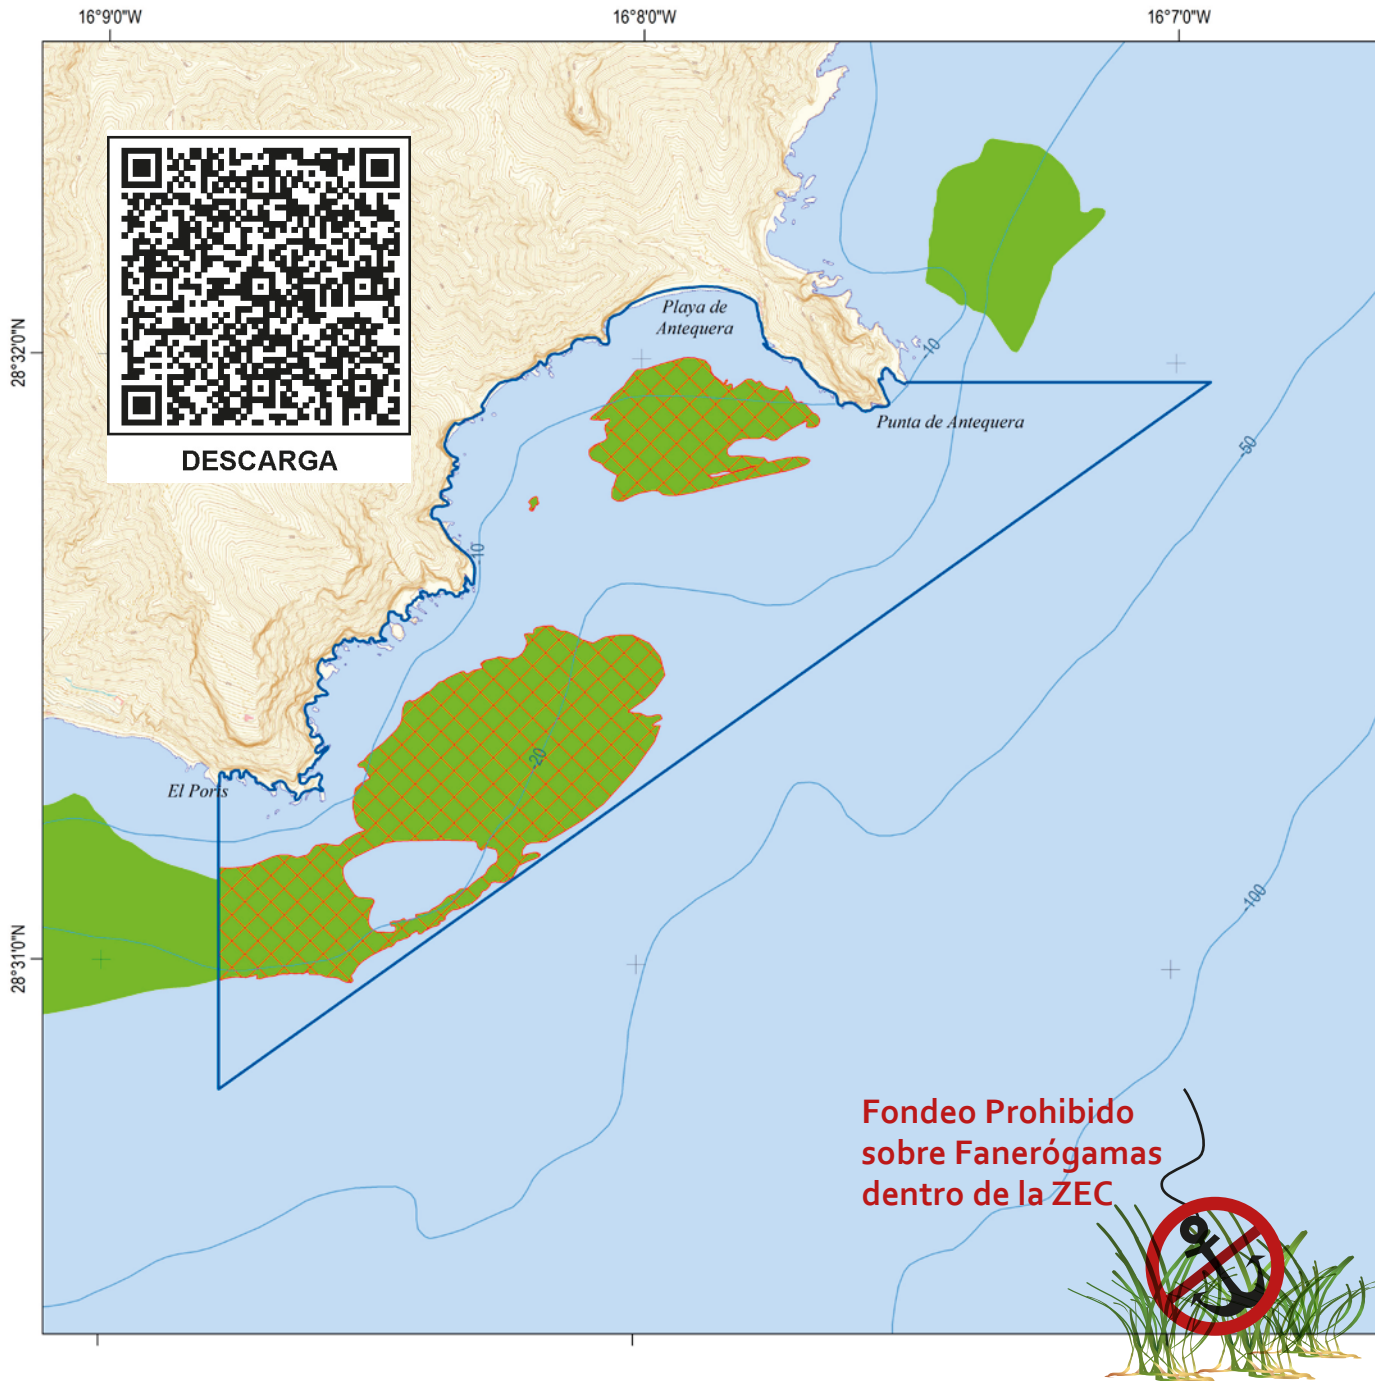 16°9'0"W
16°8'0"W
16°7'0"W
28°32'0"N
28°31'0"N
DESCARGA
Playa de
Antequera
Punta de Antequera
El Poris
-10
-10
-20
-50
-100
Fondeo Prohibido
sobre Fanerógamas
dentro de la ZEC